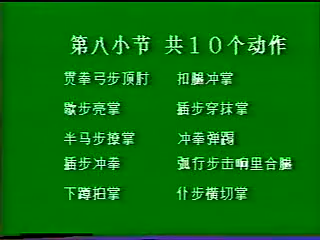 第八小节 共10个动作
贯拳弓步顶肘 扣腿冲掌
歇步亮掌 插步穿抹掌
半马步撩掌 冲拳弹踢
插步冲拳 弧行步击响里合腿
下蹲拍掌 仆步横切掌